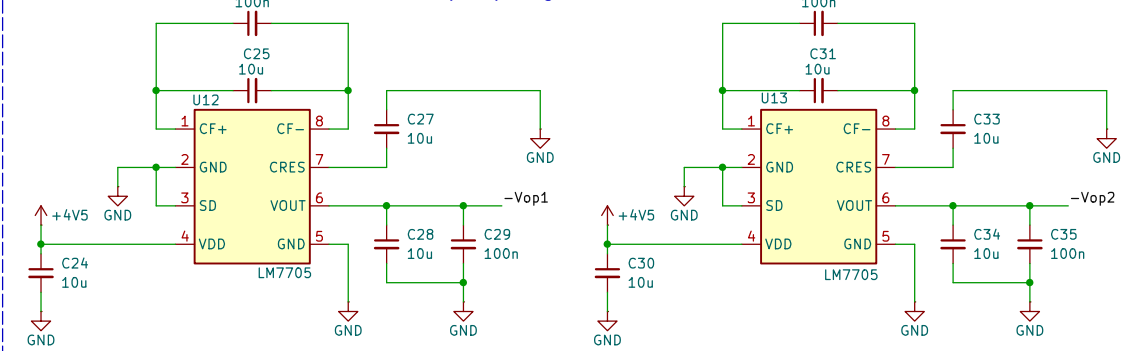 100n
C25
10u
U12
1 CF+
CF- 8
2 GND
CRES 7
3 SD
VOUT 6
4 VDD
GND 5
LM7705
C27
10u
GND
GND
+4V5
C24
10u
GND
GND
-Vop1
C28
10u
C29
100n
GND
100n
C31
10u
U13
1 CF+
CF- 8
2 GND
CRES 7
3 SD
VOUT 6
4 VDD
GND 5
LM7705
C33
10u
GND
GND
+4V5
C30
10u
GND
GND
-Vop2
C34
10u
C35
100n
GND